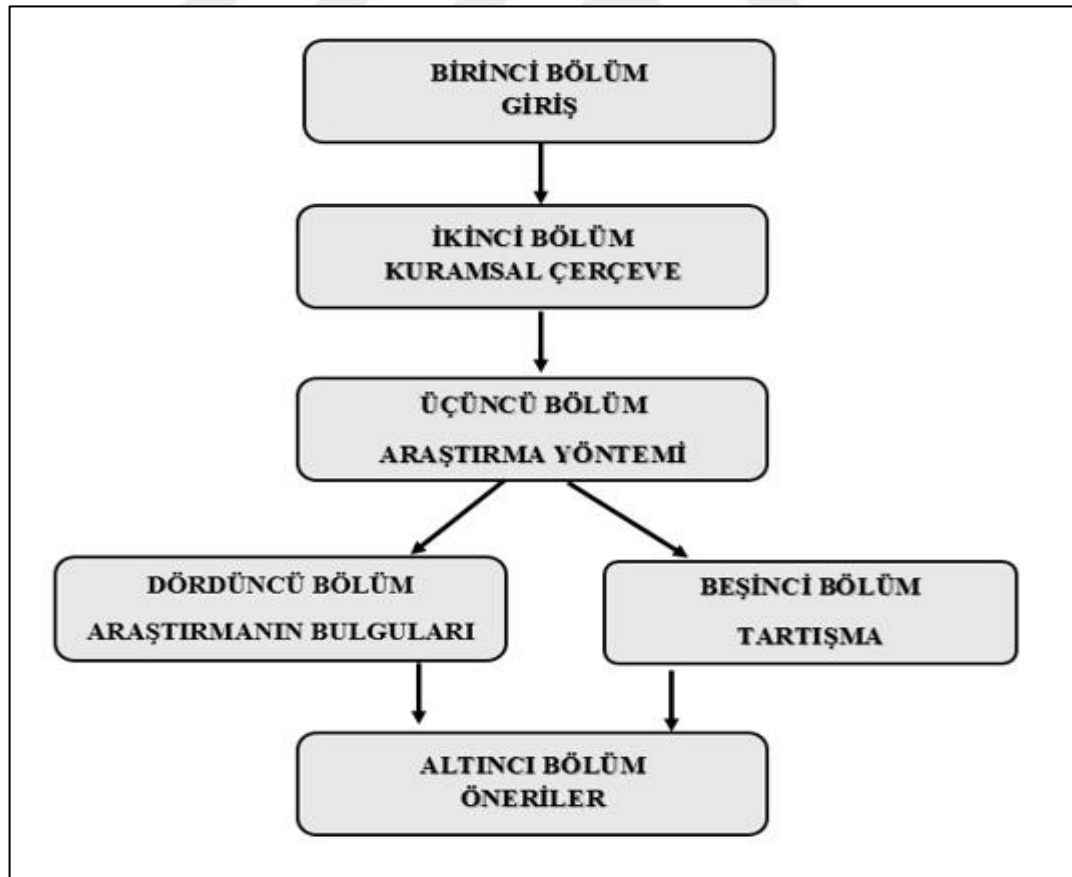 BİRİNCİ BÖLÜM
GİRİŞ
İKİNCİ BÖLÜM
KURAMSAL ÇERÇEVE
ÜÇÜNCÜ BÖLÜM
ARAŞTIRMA YÖNTEMİ
DÖRDÜNCÜ BÖLÜM
ARAŞTIRMANIN BULGULARI
BEŞİNCİ BÖLÜM
TARTIŞMA
ALTINCI BÖLÜM
ÖNERİLER